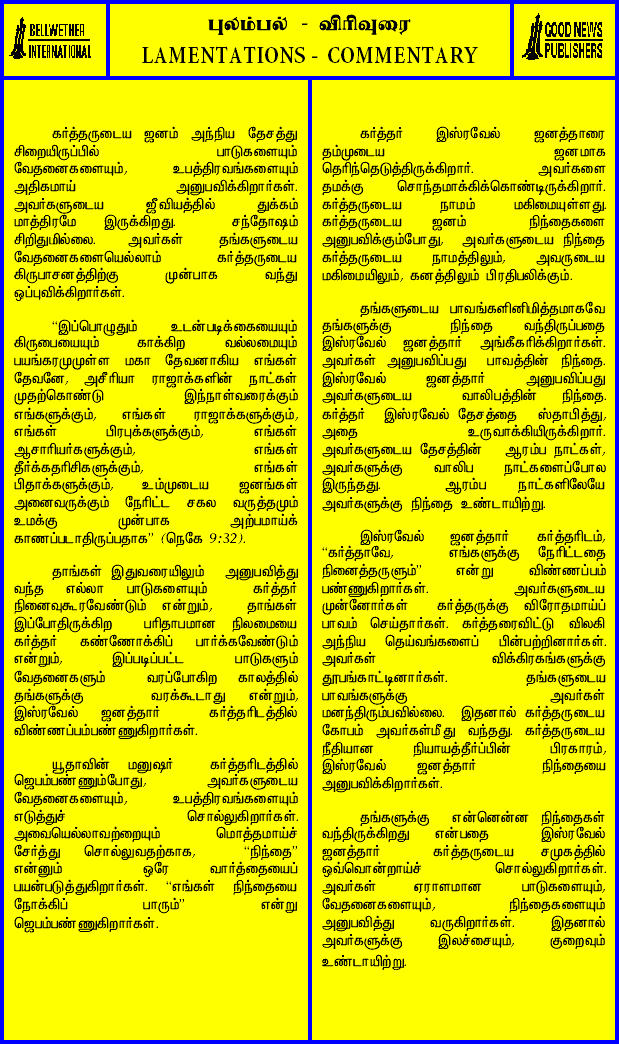 BELLWETHER
INTERNATIONAL
புலம்பல் - விரிவுரை
LAMENTATIONS - COMMENTARY
GOOD NEWS
PUBLISHERS
கர்த்தருடைய ஜனம் அந்நிய தேசத்து
சிறையிருப்பில் பாடுகளையும்
வேதனைகளையும், உபத்திரவங்களையும்
அதிகமாய் அனுபவிக்கிறார்கள்.
அவர்களுடைய ஜீவியத்தில் துக்கம்
மாத்திரமே இருக்கிறது. சந்தோஷம்
சிறிதுமில்லை. அவர்கள் தங்களுடைய
வேதனைகளையெல்லாம் கர்த்தருடைய
கிருபாசனத்திற்கு முன்பாக வந்து
ஒப்புவிக்கிறார்கள்.
“இப்பொழுதும் உடன்படிக்கையையும்
கிருபையையும் காக்கிற வல்லமையும்
பயங்கரமுமுள்ள மகா தேவனாகிய எங்கள்
தேவனே, அசீரியா ராஜாக்களின் நாட்கள்
முதற்கொண்டு இந்நாள்வரைக்கும்
எங்களுக்கும், எங்கள் ராஜாக்களுக்கும்,
எங்கள் பிரபுக்களுக்கும், எங்கள்
ஆசாரியர்களுக்கும், எங்கள்
தீர்க்கதரிசிகளுக்கும், எங்கள்
பிதாக்களுக்கும், உம்முடைய ஜனங்கள்
அனைவருக்கும் நேரிட்ட சகல வருத்தமும்
உமக்கு முன்பாக அற்பமாய்க்
காணப்படாதிருப்பதாக” (நெகே 9:32).
தாங்கள் இதுவரையிலும் அனுபவித்து
வந்த எல்லா பாடுகளையும் கர்த்தர்
நினைவுகூரவேண்டும் என்றும், தாங்கள்
இப்போதிருக்கிற பரிதாபமான நிலமையை
கர்த்தர் கண்ணோக்கிப் பார்க்கவேண்டும்
என்றும், இப்படிப்பட்ட பாடுகளும்
வேதனைகளும் வரப்போகிற காலத்தில்
தங்களுக்கு வரக்கூடாது என்றும்,
இஸ்ரவேல் ஜனத்தார் கர்த்தரிடத்தில்
விண்ணப்பம்பண்ணுகிறார்கள்.
யூதாவின் மனுஷர் கர்த்தரிடத்தில்
ஜெபம்பண்ணும்போது, அவர்களுடைய
வேதனைகளையும், உபத்திரவங்களையும்
எடுத்துச் சொல்லுகிறார்கள்.
அவையெல்லாவற்றையும் மொத்தமாய்ச்
சேர்த்து சொல்லுவதற்காக, “நிந்தை”
என்னும் ஒரே வார்த்தையைப்
பயன்படுத்துகிறார்கள். “எங்கள் நிந்தையை
நோக்கிப் பாரும்” என்று
ஜெபம்பண்ணுகிறார்கள்.
கர்த்தர் இஸ்ரவேல் ஜனத்தாரை
தம்முடைய ஜனமாக
தெரிந்தெடுத்திருக்கிறார். அவர்களை
தமக்கு சொந்தமாக்கிக்கொண்டிருக்கிறார்.
கர்த்தருடைய நாமம் மகிமையுள்ளது.
கர்த்தருடைய ஜனம் நிந்தைகளை
அனுபவிக்கும்போது, அவர்களுடைய நிந்தை
கர்த்தருடைய நாமத்திலும், அவருடைய
மகிமையிலும், கனத்திலும் பிரதிபலிக்கும்.
தங்களுடைய பாவங்களினிமித்தமாகவே
தங்களுக்கு நிந்தை வந்திருப்பதை
இஸ்ரவேல் ஜனத்தார் அங்கீகரிக்கிறார்கள்.
அவர்கள் அனுபவிப்பது பாவத்தின் நிந்தை.
இஸ்ரவேல் ஜனத்தார் அனுபவிப்பது
அவர்களுடைய வாலிபத்தின் நிந்தை.
கர்த்தர் இஸ்ரவேல் தேசத்தை ஸ்தாபித்து,
அதை உருவாக்கியிருக்கிறார்.
அவர்களுடைய தேசத்தின் ஆரம்ப நாட்கள்,
அவர்களுக்கு வாலிப நாட்களைப்போல
இருந்தது. ஆரம்ப நாட்களிலேயே
அவர்களுக்கு நிந்தை உண்டாயிற்று.
இஸ்ரவேல் ஜனத்தார் கர்த்தரிடம்,
“கர்த்தாவே, எங்களுக்கு நேரிட்டதை
நினைத்தருளும்” என்று விண்ணப்பம்
பண்ணுகிறார்கள். அவர்களுடைய
முன்னோர்கள் கர்த்தருக்கு விரோதமாய்ப்
பாவம் செய்தார்கள். கர்த்தரைவிட்டு விலகி
அந்நிய தெய்வங்களைப் பின்பற்றினார்கள்.
அவர்கள் விக்கிரகங்களுக்கு
தூபங்காட்டினார்கள். தங்களுடைய
பாவங்களுக்கு அவர்கள்
மனந்திரும்பவில்லை. இதனால் கர்த்தருடைய
கோபம் அவர்கள்மீது வந்தது. கர்த்தருடைய
நீதியான நியாயத்தீர்ப்பின் பிரகாரம்,
இஸ்ரவேல் ஜனத்தார் நிந்தையை
அனுபவிக்கிறார்கள்.
தங்களுக்கு என்னென்ன நிந்தைகள்
வந்திருக்கிறது என்பதை இஸ்ரவேல்
ஜனத்தார் கர்த்தருடைய சமுகத்தில்
ஒவ்வொன்றாய்ச் சொல்லுகிறார்கள்.
அவர்கள் ஏராளமான பாடுகளையும்,
வேதனைகளையும், நிந்தைகளையும்
அனுபவித்து வருகிறார்கள். இதனால்
அவர்களுக்கு இலச்சையும், குறைவும்
உண்டாயிற்று.